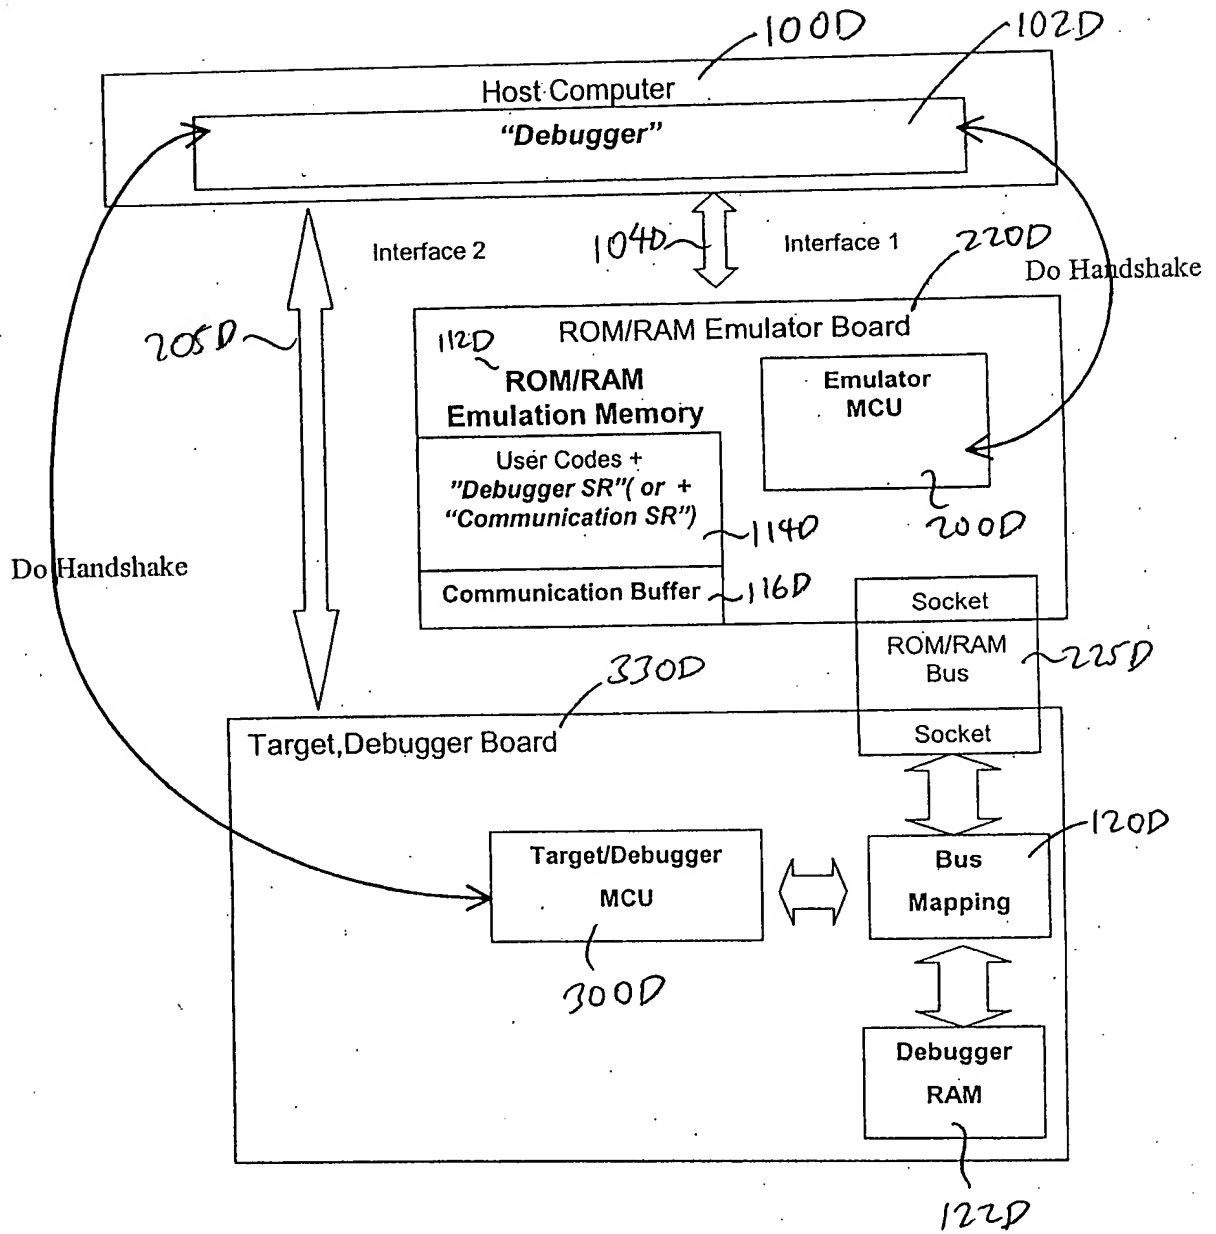 100D
102D
Host Computer
"Debugger"
Interface 2
104D
Interface 1
220D
Do Handshake
205D
112D
ROM/RAM Emulator Board
ROM/RAM
Emulation Memory
Emulator
MCU
User Codes +
"Debugger SR"( or +
"Communication SR")
114D
200D
Do Handshake
Communication Buffer
116D
Socket
ROM/RAM
Bus
225D
330D
Socket
Target,Debugger Board
120D
Target/Debugger
MCU
Bus
Mapping
300D
Debugger
RAM
122D